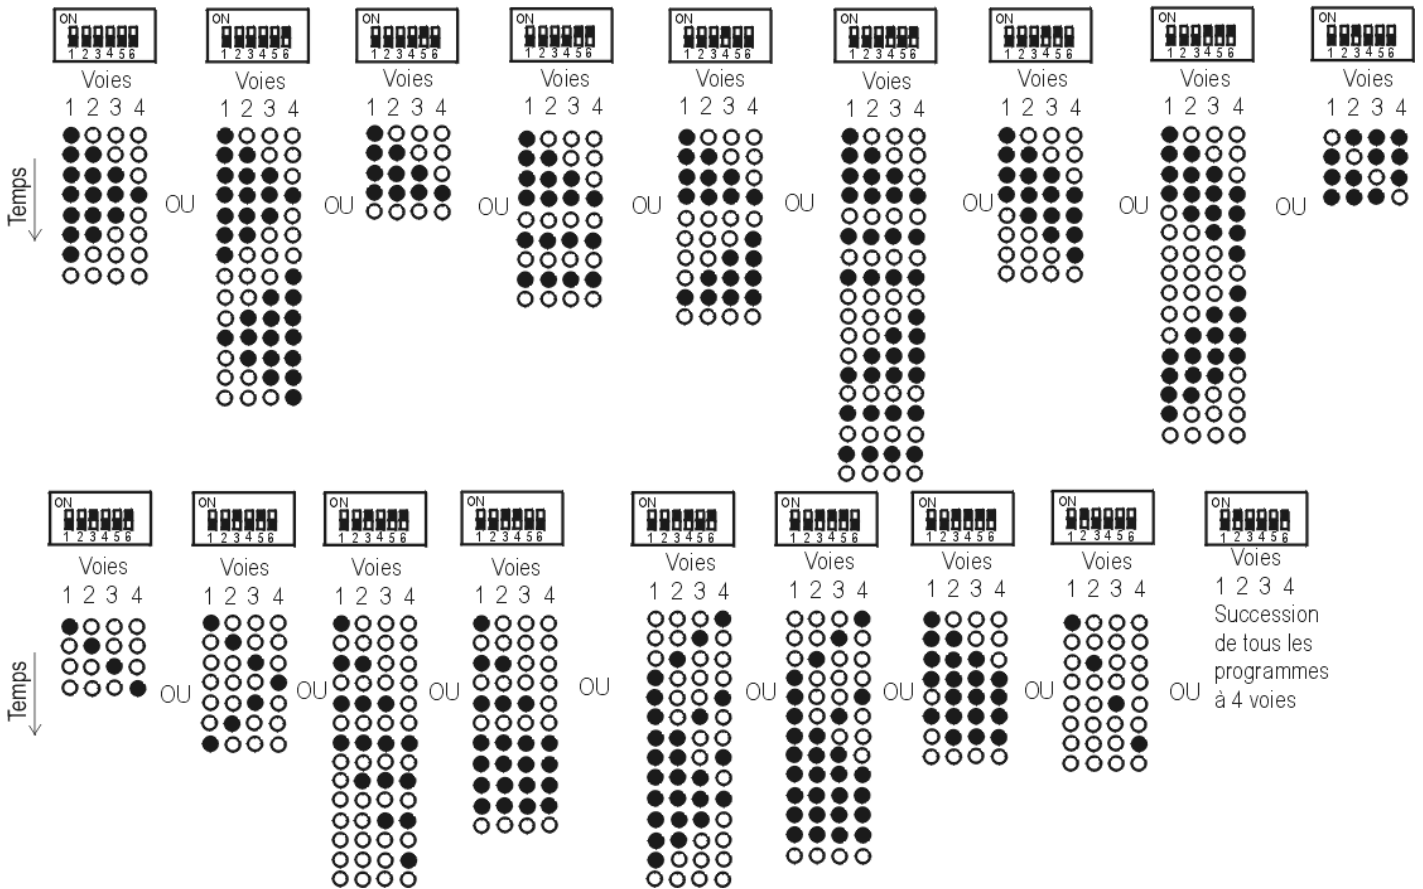 ON ON ON ON ON ON ON ON ON
1 2 3 4 5 6 1 2 3 4 5 6 1 2 3 4 5 6 1 2 3 4 5 6 1 2 3 4 5 6 1 2 3 4 5 6 1 2 3 4 5 6 1 2 3 4 5 6 1 2 3 4 5 6
Voies Voies Voies Voies Voies Voies Voies Voies Voies
1 2 3 4 1 2 3 4 1 2 3 4 1 2 3 4 1 2 3 4 1 2 3 4 1 2 3 4 1 2 3 4 1 2 3 4
Temps OU OU OU OU OU OU OU OU
ON ON ON ON ON ON ON ON ON
1 2 3 4 5 6 1 2 3 4 5 6 1 2 3 4 5 6 1 2 3 4 5 6 1 2 3 4 5 6 1 2 3 4 5 6 1 2 3 4 5 6 1 2 3 4 5 6 1 2 3 4 5 6
Voies Voies Voies Voies Voies Voies Voies Voies Voies
1 2 3 4 1 2 3 4 1 2 3 4 1 2 3 4 1 2 3 4 1 2 3 4 1 2 3 4 1 2 3 4 1 2 3 4
Temps OU OU OU OU OU OU OU OU
Succession
de tous les
programmes
à 4 voies